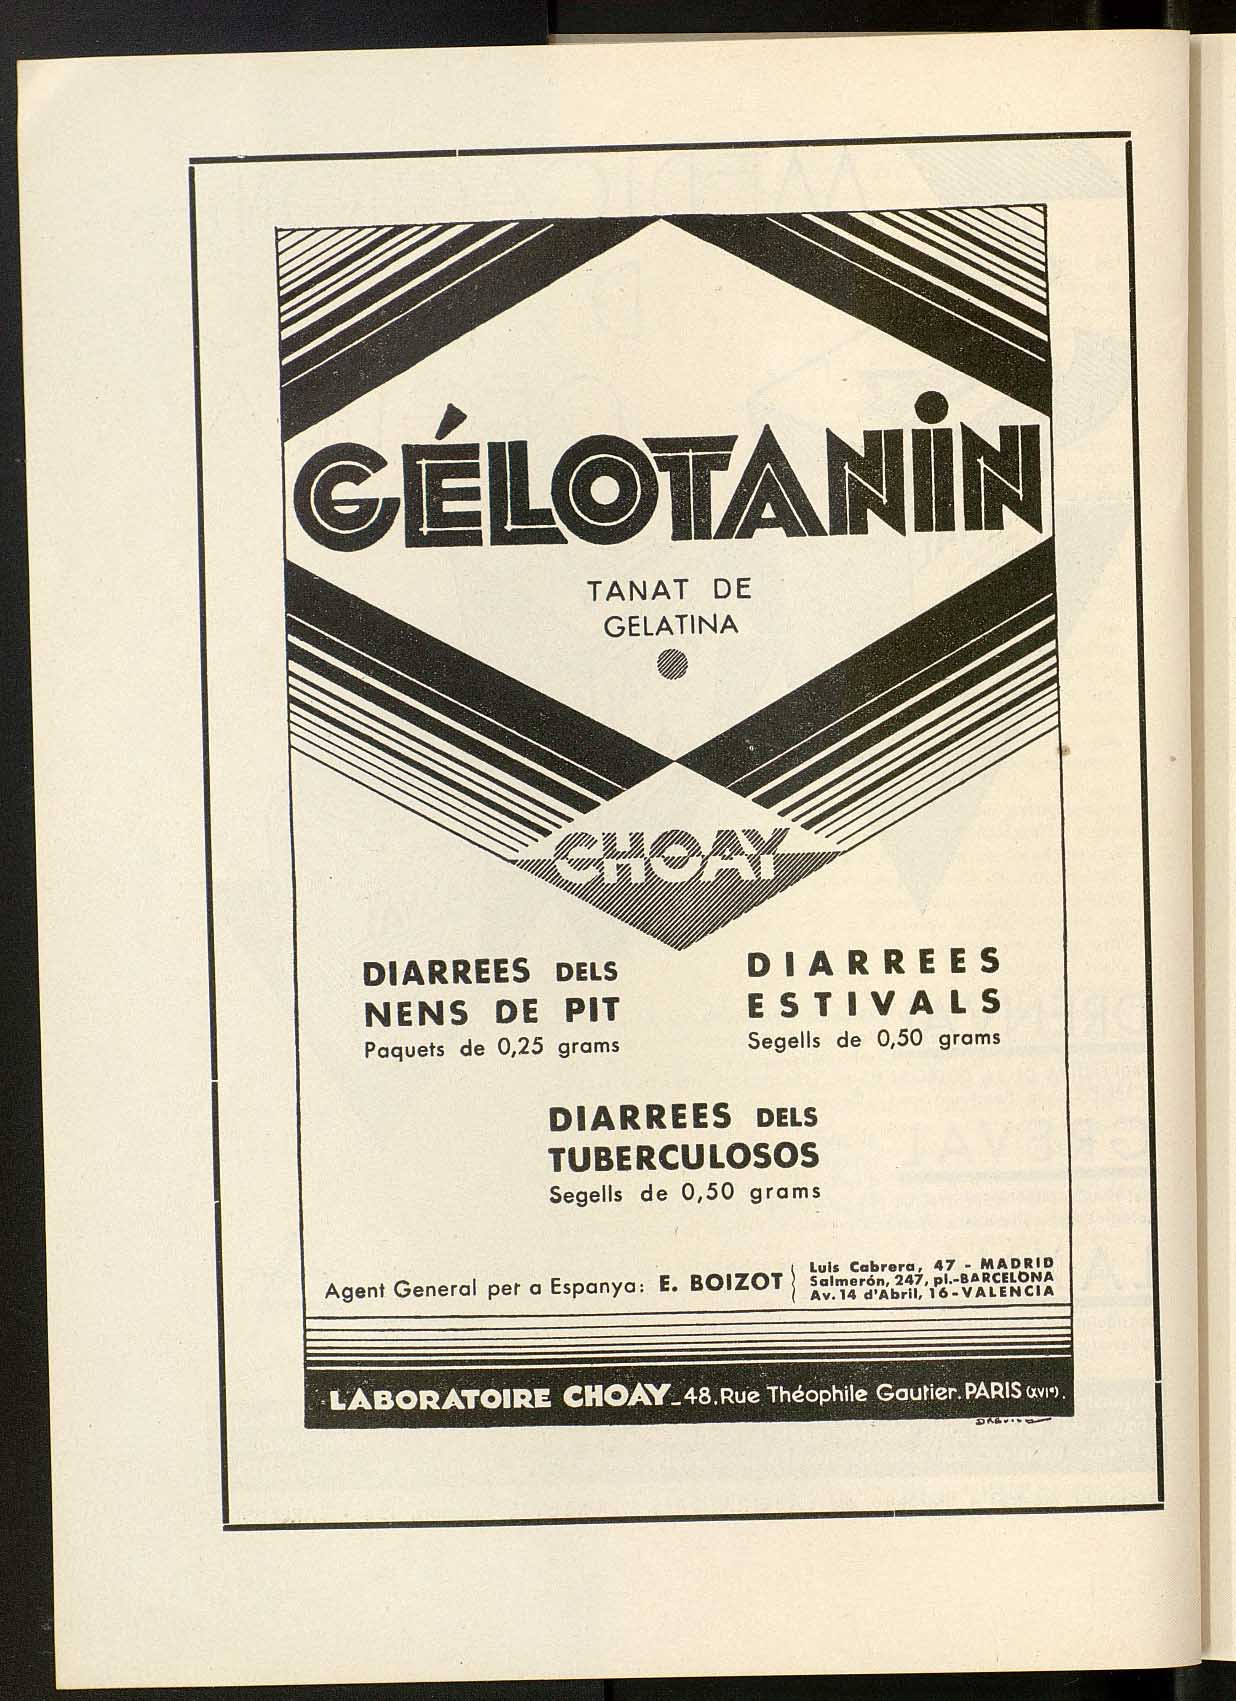 GÉLOTANiN
TANAT DE
GELATINA
CHOAY
DIARREES DELS
NENS DE PIT
Paquets de 0,25 grams
DIARREES
ESTIVALS
Segells de 0,50 grams
DIARREES DELS
TUBERCULOSOS
Segells de 0,50 grams
Agent General per a Espanya: E. BOIZOT
Luis Cabrera, 47 - MADRID
Salmerón, 247, pl.-BARCELONA
Av. 14 d'Abril, 16 - VALENCIA
LABORATOIRE CHOAY_48, Rue Théophile Gautier. PARIS (XVIe).